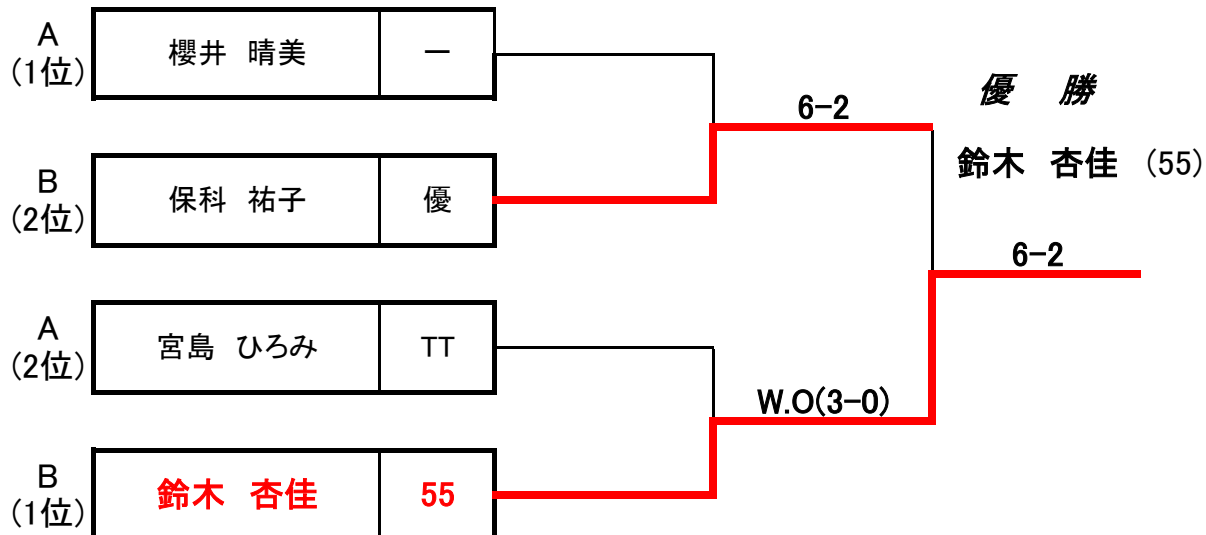 A
(1位)
櫻井 晴美
ー
B
(2位)
保科 祐子
優
A
(2位)
宮島 ひろみ
TT
B
(1位)
鈴木 杏佳
55
6-2
W.O(3-0)
6-2
優 勝
鈴木 杏佳 (55)